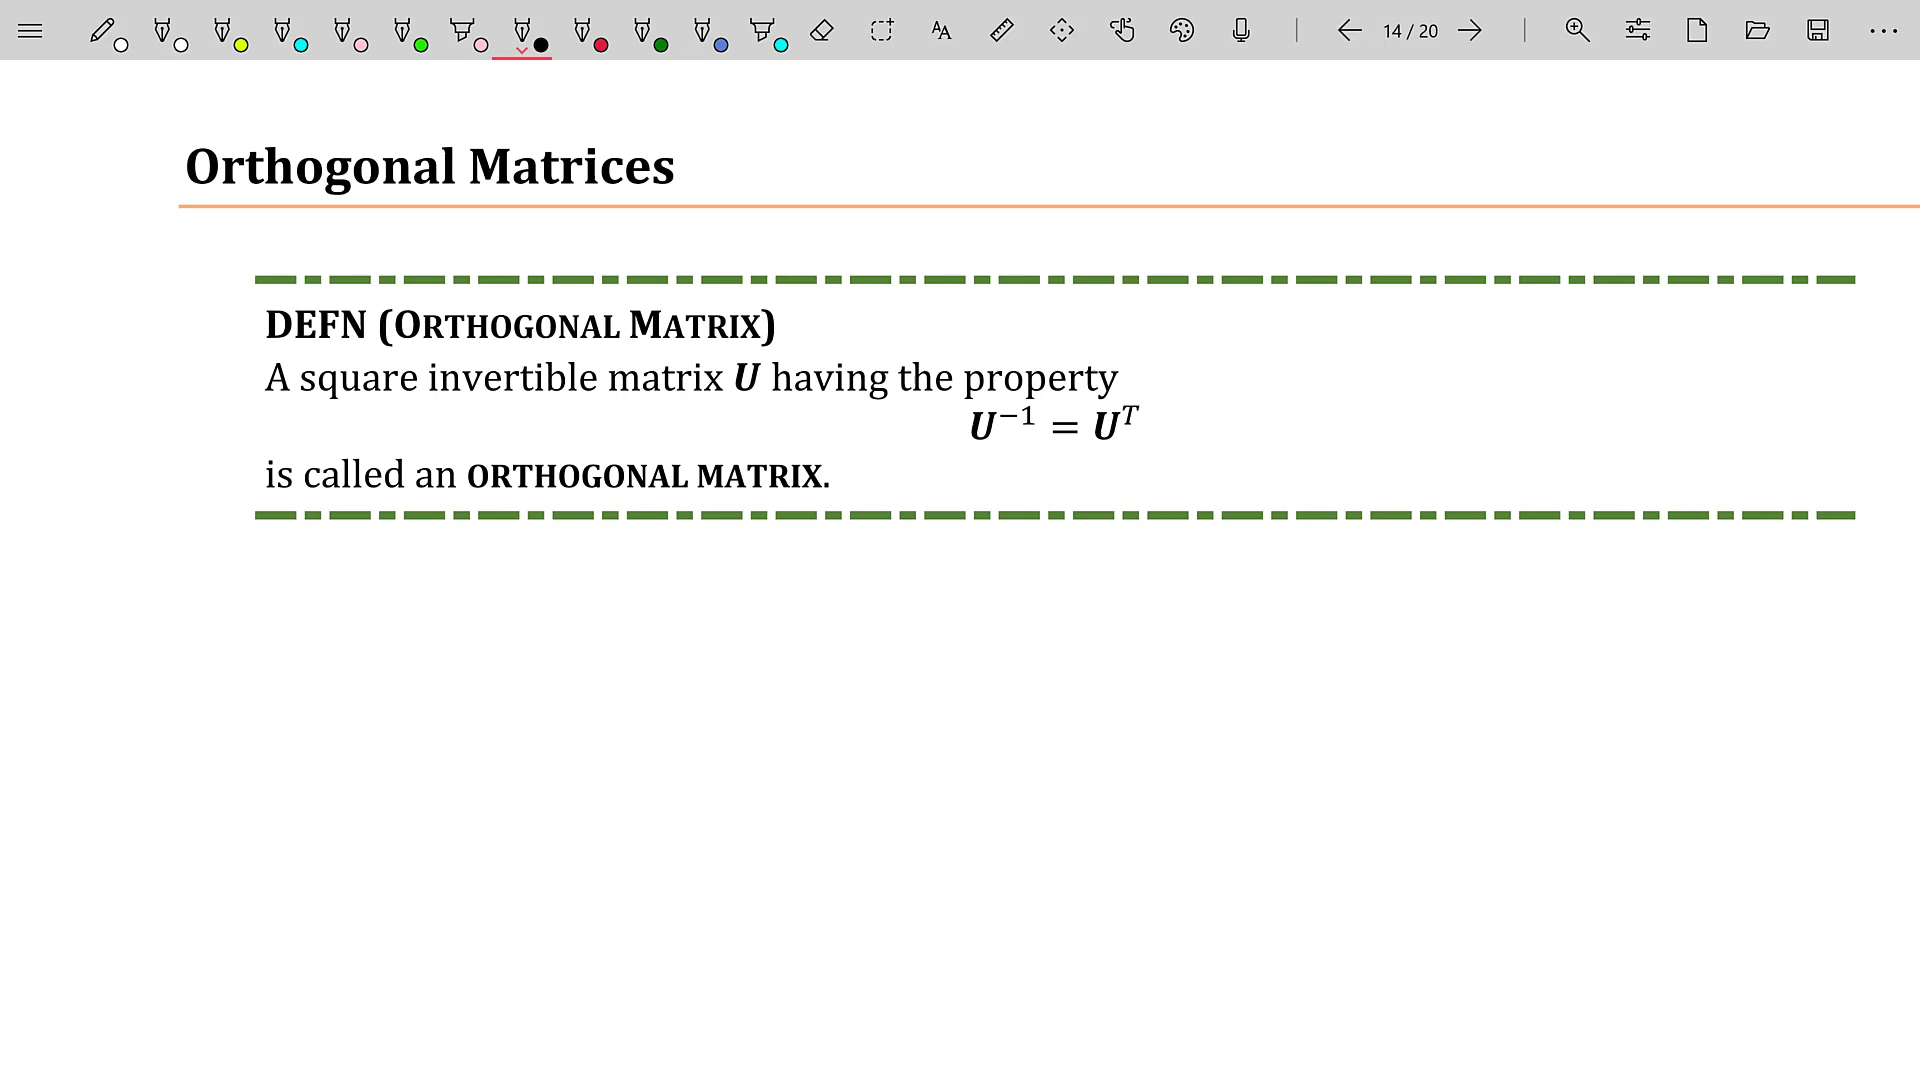 14 / 20
Orthogonal Matrices
DEFN (ORTHOGONAL MATRIX)
A square invertible matrix U having the property
U⁻¹ = Uᵀ
is called an ORTHOGONAL MATRIX.